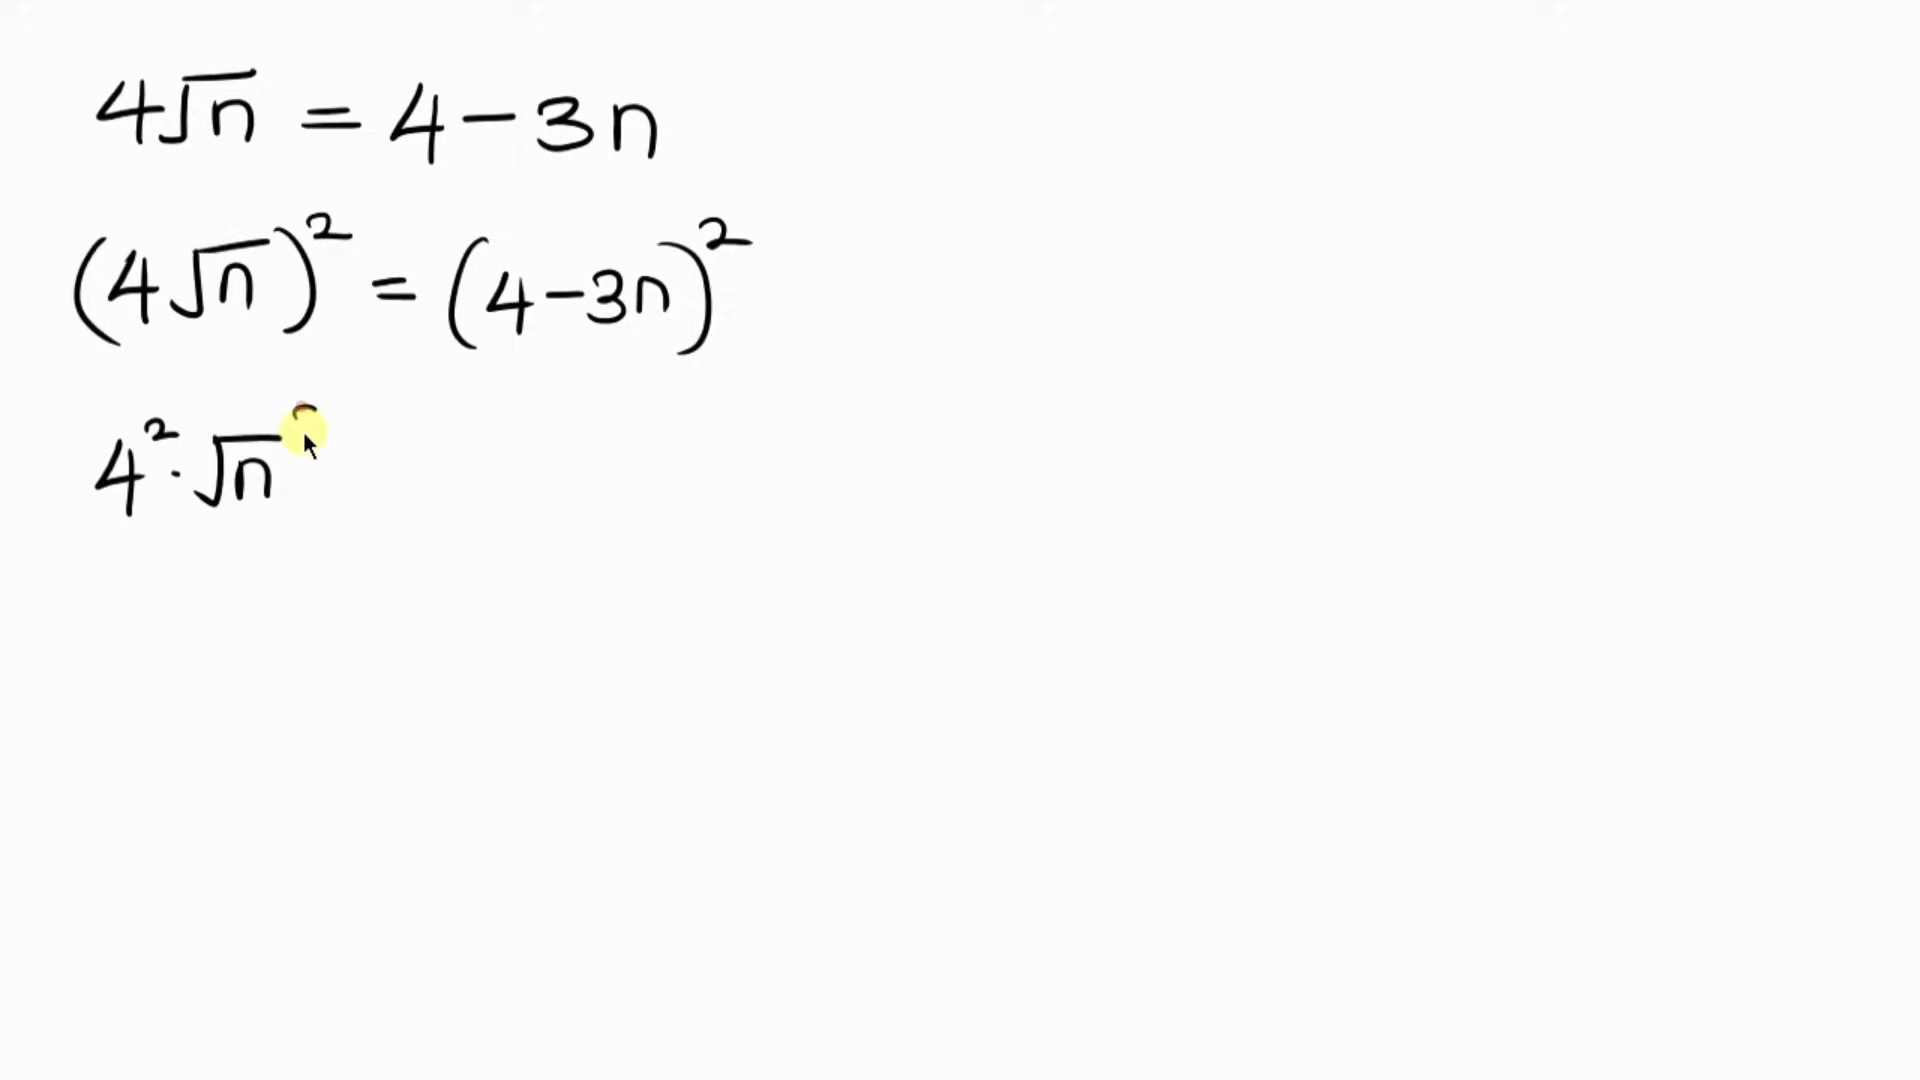 4√n = 4 - 3n
(4√n)² = (4 - 3n)²
4² · √n